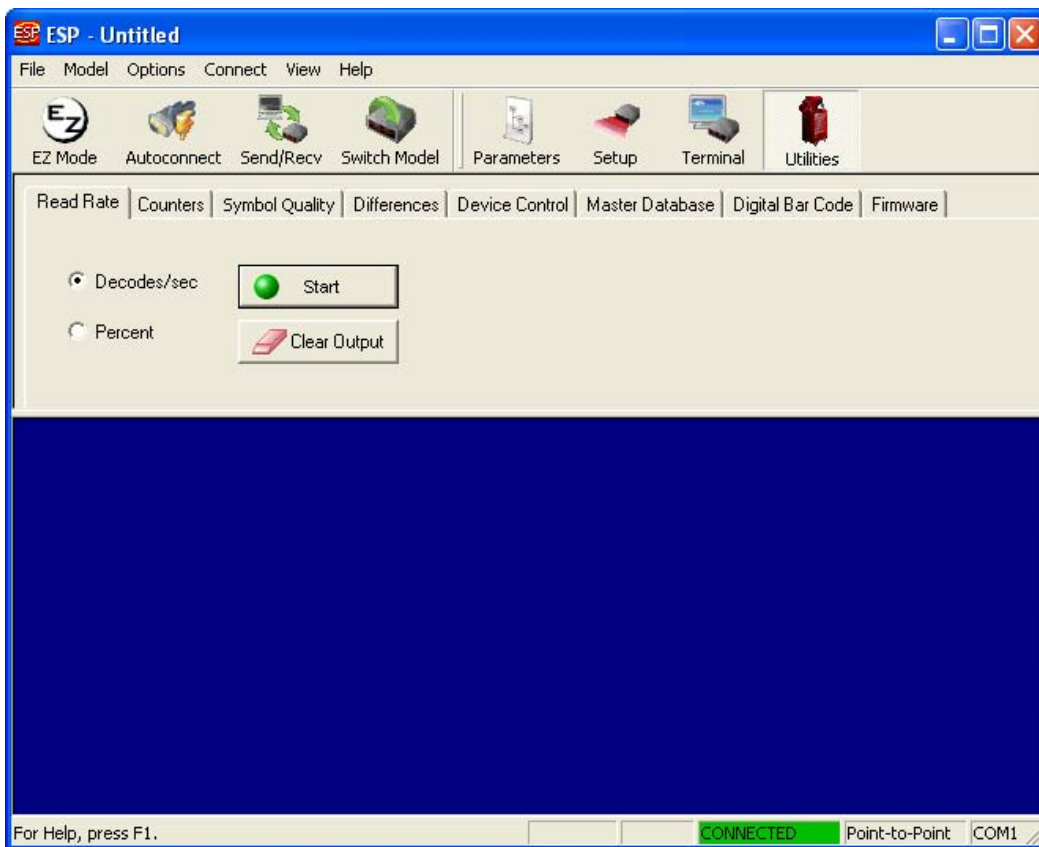 ESP ESP - Untitled
File Model Options Connect View Help
EZ
EZ Mode Autoconnect Send/Recv Switch Model Parameters Setup Terminal Utilities
Read Rate Counters Symbol Quality Differences Device Control Master Database Digital Bar Code Firmware
Decodes/sec Start
Percent Clear Output
For Help, press F1. CONNECTED Point-to-Point COM1